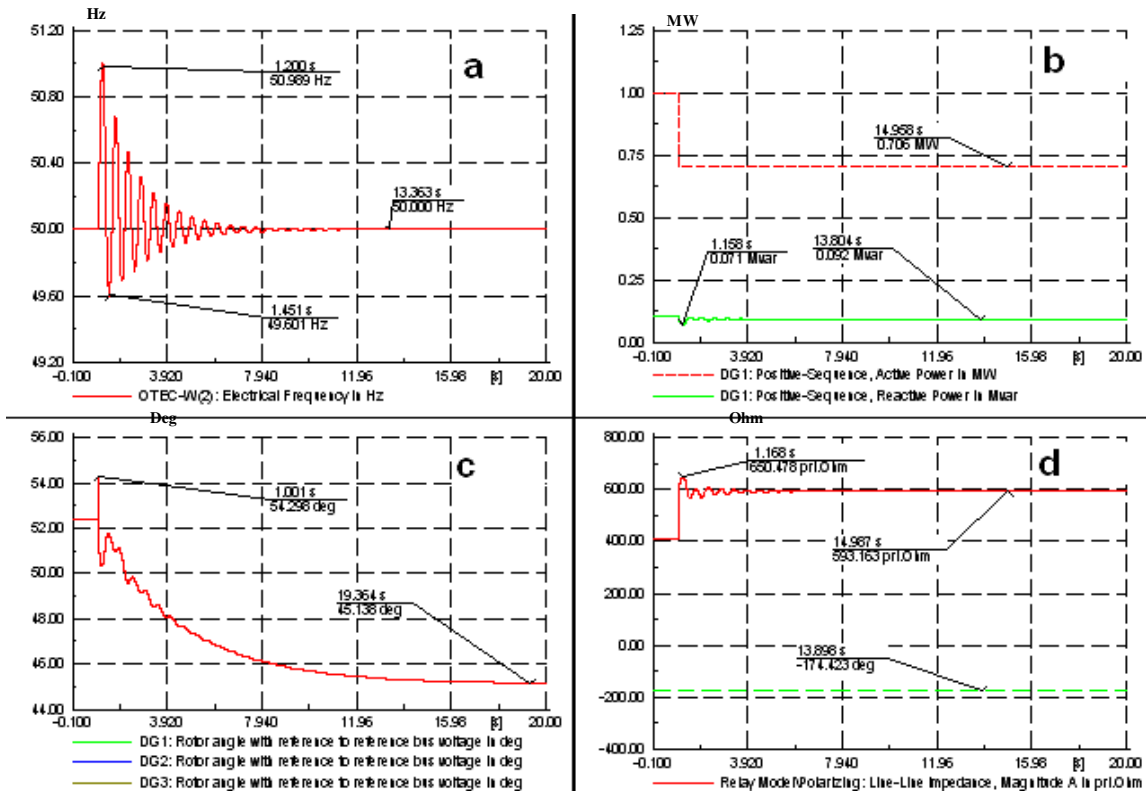 Hz
51.20
50.80
50.40
50.00
49.60
49.20
1.200 s
50.989 Hz
a
13.363 s
50.000 Hz
1.451 s
49.601 Hz
-0.100
3.920
7.940
11.96
15.98
[s]
20.00
OTEC-W(2): Electrical Frequency in Hz
MW
1.25
1.00
0.75
0.50
0.25
0.00
b
14.958 s
0.706 MW
1.158 s
0.071 Mvar
13.804 s
0.092 Mvar
-0.100
3.920
7.940
11.96
15.98
[s]
20.00
DG1: Positive-Sequence, Active Power in MW
DG1: Positive-Sequence, Reactive Power in Mvar
Deg
56.00
54.00
52.00
50.00
48.00
46.00
44.00
c
1.001 s
54.298 deg
19.364 s
45.138 deg
-0.100
3.920
7.940
11.96
15.98
[s]
20.00
DG1: Rotor angle with reference to reference bus voltage in deg
DG2: Rotor angle with reference to reference bus voltage in deg
DG3: Rotor angle with reference to reference bus voltage in deg
Ohm
800.00
600.00
400.00
200.00
0.00
-200.00
-400.00
1.168 s
650.478 pri.Ohm
d
14.987 s
593.163 pri.Ohm
13.898 s
-174.423 deg
-0.100
3.920
7.940
11.96
15.98
[s]
20.00
Relay Model\Polarizing: Line-Line Impedance, Magnitude A in pri.Ohm